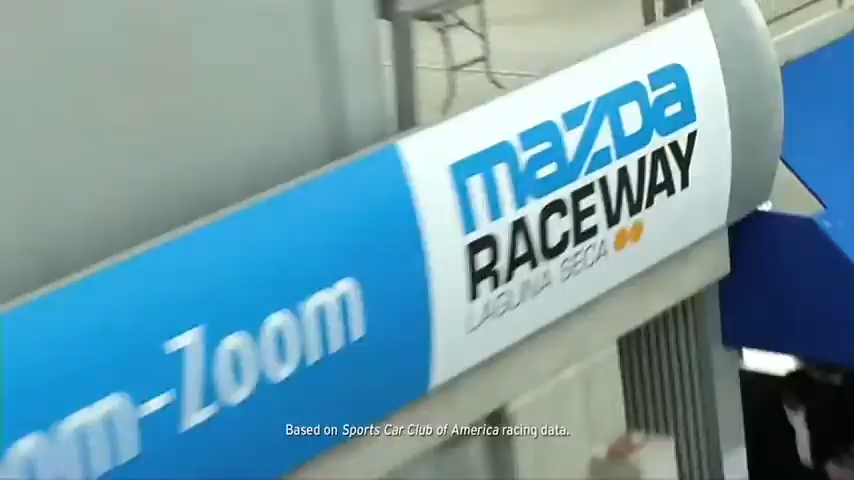 mazda
RACEWAY
LAGUNA SECA
om-Zoom
Based on Sports Car Club of America racing data.